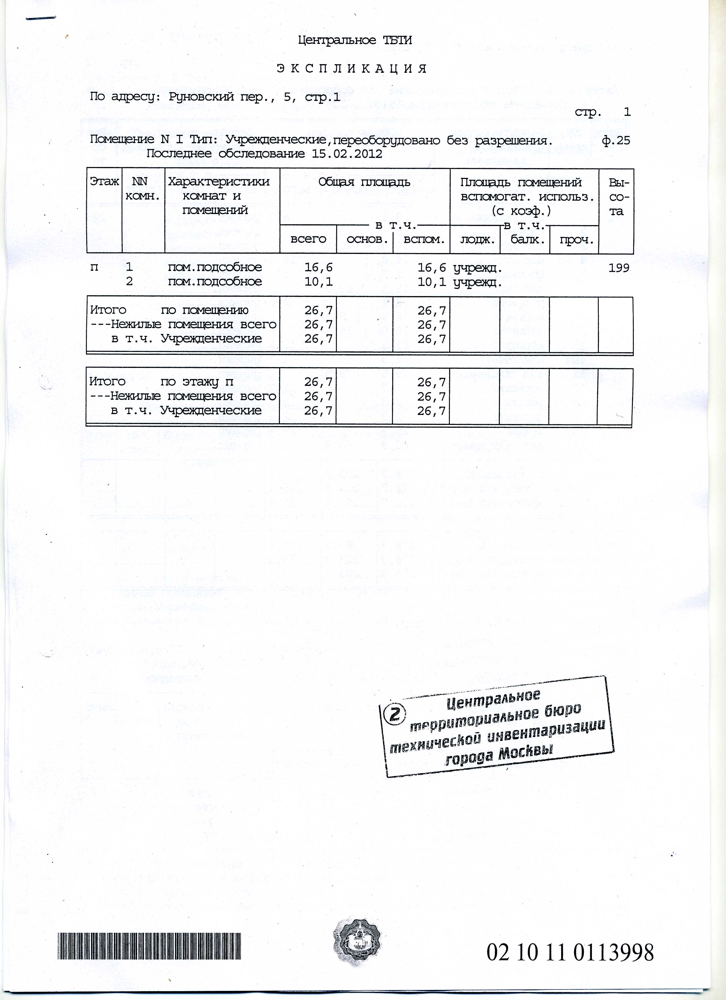 Центральное ТБТИ
ЭКСПЛИКАЦИЯ
По адресу: Руновский пер., 5, стр.1
стр. 1
Помещение N I Тип: Учрежденческие,переоборудовано без разрешения. ф.25
Последнее обследование 15.02.2012
Этаж NN Характеристики Общая площадь Площадь помещений Вы-
комн. комнат и вспомогат. использ. со-
помещений (с коэф.) та
в т.ч. в т.ч.
всего основ. вспом. лодж. балк. проч.
п 1 пом.подсобное 16,6 16,6 учрежд. 199
2 пом.подсобное 10,1 10,1 учрежд.
Итого по помещению 26,7 26,7
---Нежилые помещения всего 26,7 26,7
в т.ч. Учрежденческие 26,7 26,7
Итого по этажу п 26,7 26,7
---Нежилые помещения всего 26,7 26,7
в т.ч. Учрежденческие 26,7 26,7
2 Центральное
территориальное бюро
технической инвентаризации
города Москвы
02 10 11 0113998